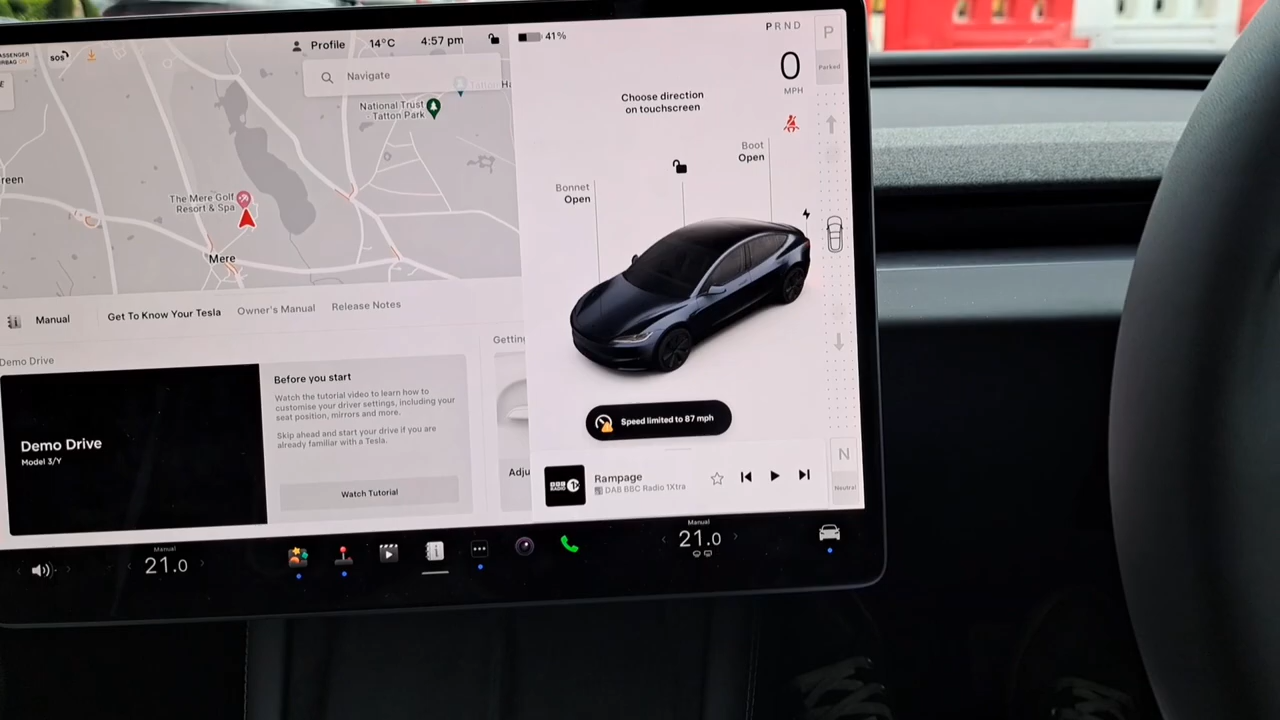 SOS
Profile
14°C
4:57 pm
41%
PRND
P
Parked
Navigate
0
MPH
Choose direction
on touchscreen
National Trust
- Tatton Park
Boot
Open
Bonnet
Open
The Mere Golf
Resort & Spa
Mere
Manual
Get To Know Your Tesla
Owner's Manual
Release Notes
Demo Drive
Demo Drive
Model 3/Y
Before you start
Watch the tutorial video to learn how to
customise your driver settings, including your
seat position, mirrors and more.
Skip ahead and start your drive if you are
already familiar with a Tesla.
Watch Tutorial
Speed limited to 87 mph
N
Neutral
BBC
RADIO 1X
Rampage
DAB BBC Radio 1Xtra
Manual
21.0
Manual
21.0